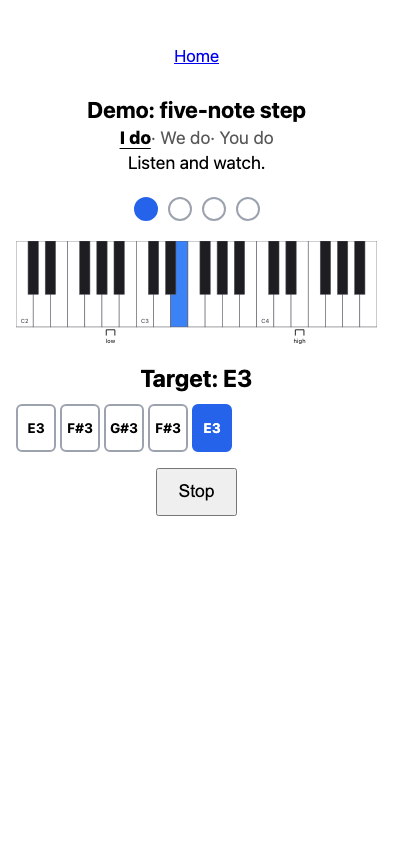 Home
Demo: five-note step
I do· We do· You do
Listen and watch.
C2 C3 C4
low high
Target: E3
E3 F#3 G#3 F#3 E3
Stop